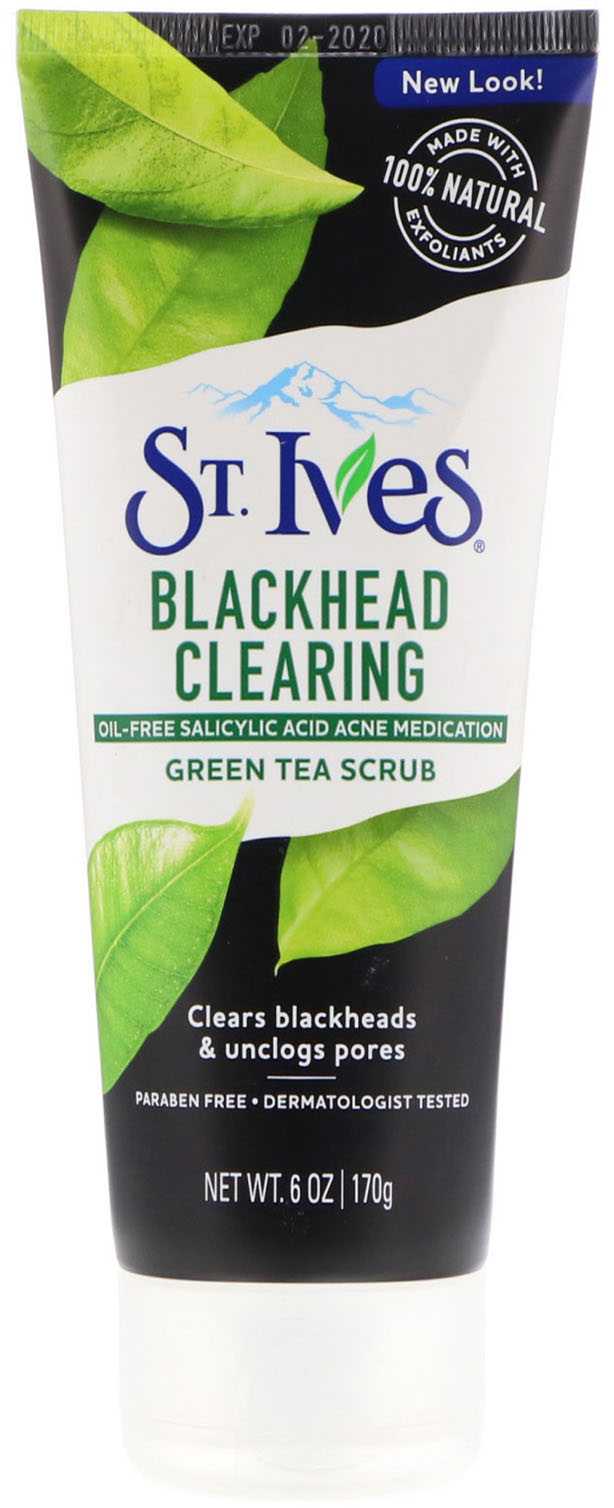 EXP 02-2020
New Look!
MADE WITH
100% NATURAL
EXFOLIANTS
ST. IVES®
BLACKHEAD
CLEARING
OIL-FREE SALICYLIC ACID ACNE MEDICATION
GREEN TEA SCRUB
Clears blackheads
& unclogs pores
PARABEN FREE • DERMATOLOGIST TESTED
NET WT. 6 OZ | 170g